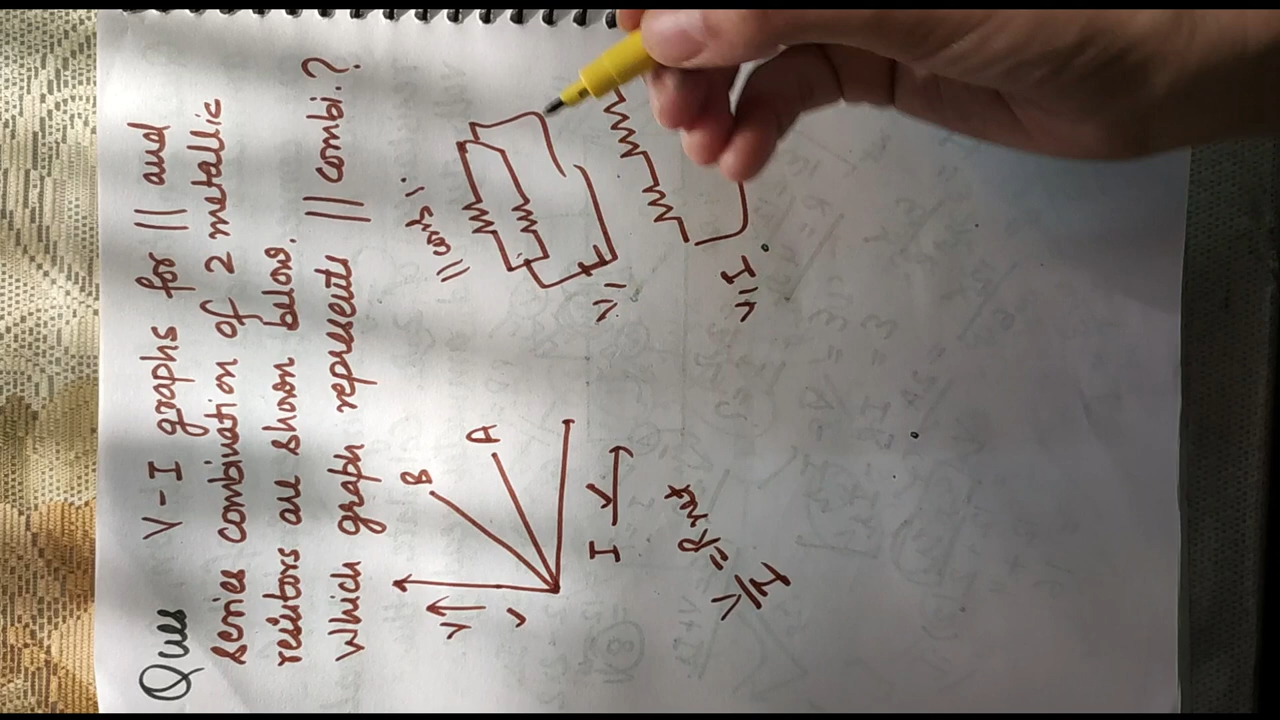 Ques V-I graphs for || and
series combination of 2 metallic
resistors are shown below.
Which graph represents || combi.?
V↑
V
B
A
I →
V/I = Rnet
|| comb'.
V,
V, I